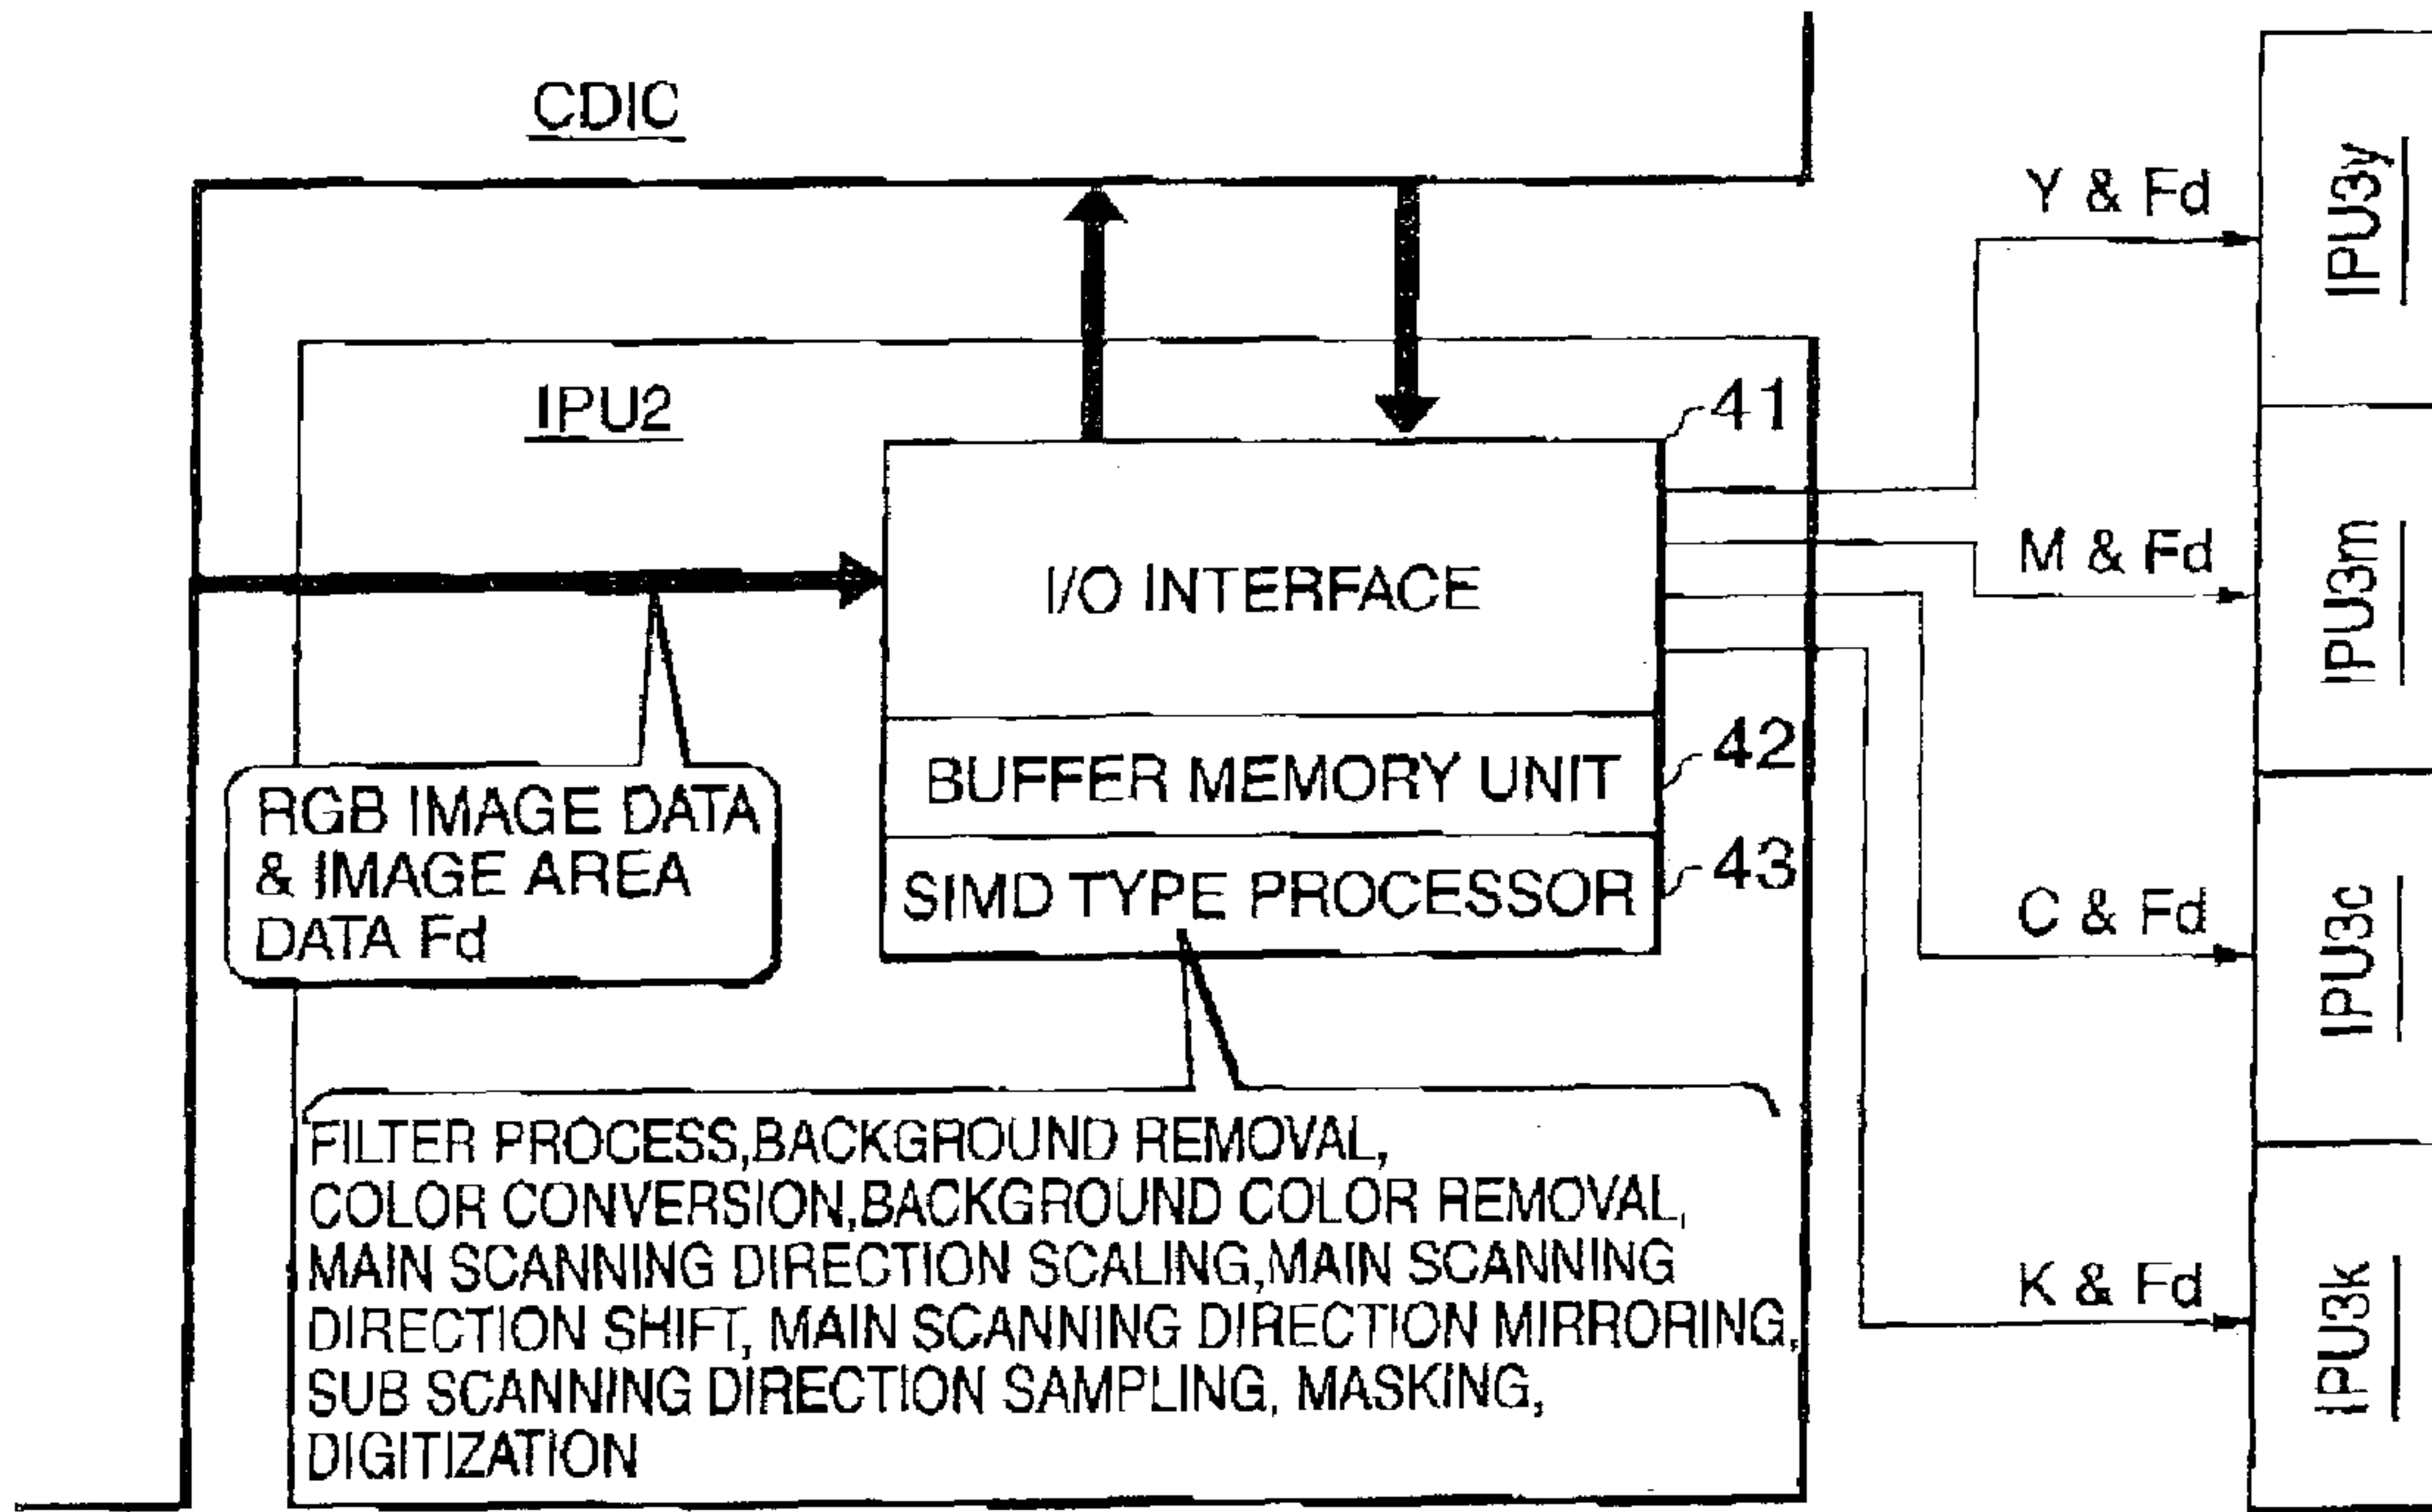 CDIC
IPU2
41
I/O INTERFACE
BUFFER MEMORY UNIT
42
SIMD TYPE PROCESSOR
43
RGB IMAGE DATA
& IMAGE AREA
DATA Fd
FILTER PROCESS,BACKGROUND REMOVAL,
COLOR CONVERSION,BACKGROUND COLOR REMOVAL,
MAIN SCANNING DIRECTION SCALING,MAIN SCANNING
DIRECTION SHIFT, MAIN SCANNING DIRECTION MIRRORING,
SUB SCANNING DIRECTION SAMPLING, MASKING,
DIGITIZATION
Y & Fd
IPU3y
M & Fd
IPU3m
C & Fd
IPU3c
K & Fd
IPU3k